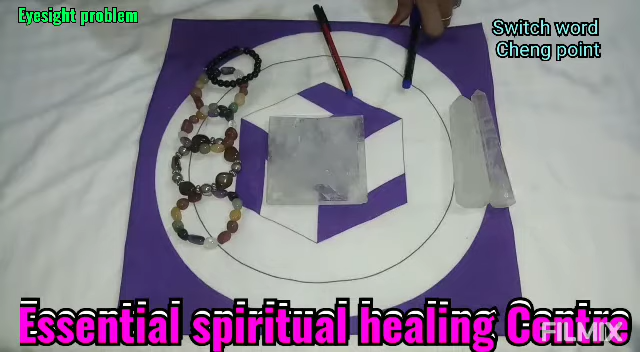 Eyesight problem
Switch word
Cheng point
Essential spiritual healing Centre
FILMIX